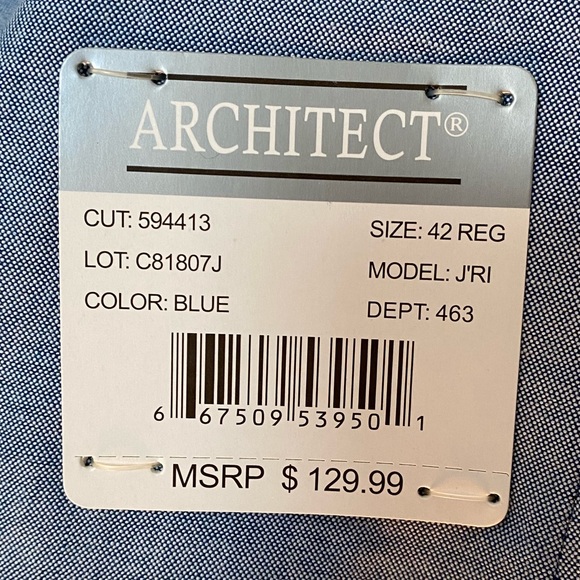 ARCHITECT®
CUT: 594413 SIZE: 42 REG
LOT: C81807J MODEL: J'RI
COLOR: BLUE DEPT: 463
6 67509 53950 1
MSRP $ 129.99